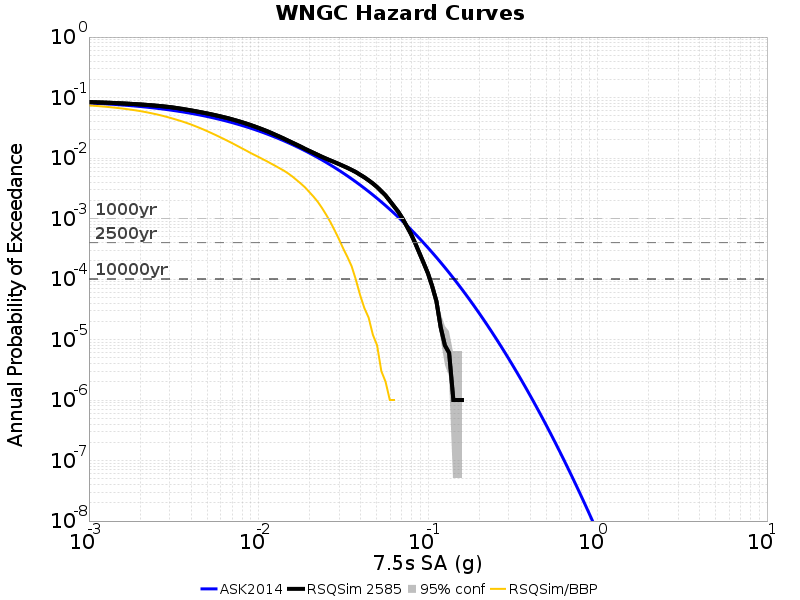 WNGC Hazard Curves
Annual Probability of Exceedance
10^0
10^-1
10^-2
10^-3
10^-4
10^-5
10^-6
10^-7
10^-8
1000yr
2500yr
10000yr
10^-3 10^-2 10^-1 10^0 10^1
7.5s SA (g)
ASK2014 RSQSim 2585 95% conf RSQSim/BBP